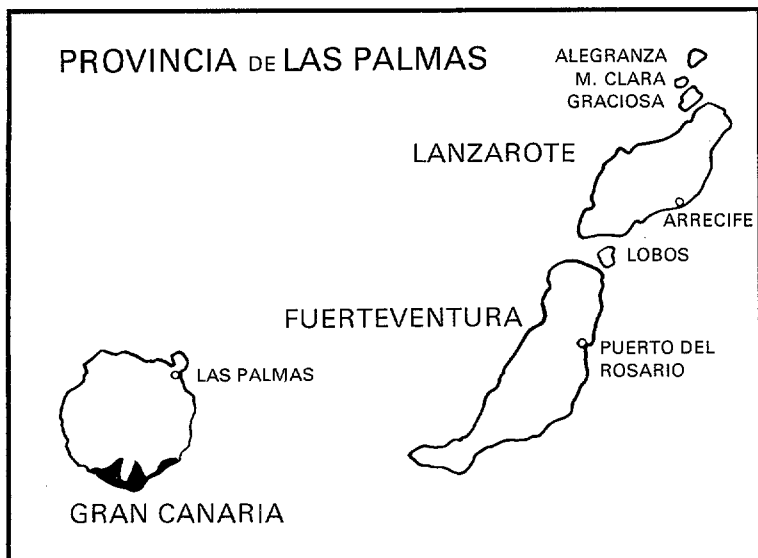 PROVINCIA DE LAS PALMAS
ALEGRANZA
M. CLARA
GRACIOSA
LANZAROTE
ARRECIFE
LOBOS
FUERTEVENTURA
PUERTO DEL
ROSARIO
LAS PALMAS
GRAN CANARIA